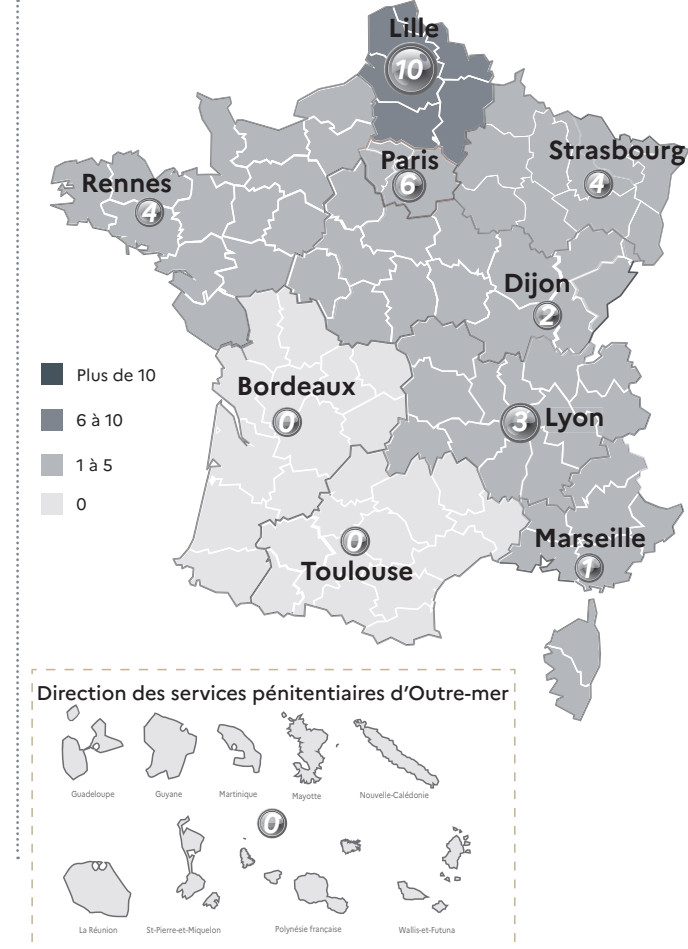 Lille
10
Paris
6
Strasbourg
4
Rennes
4
Dijon
2
Plus de 10
6 à 10
1 à 5
0
Bordeaux
0
3 Lyon
0
Toulouse
Marseille
1
Direction des services pénitentiaires d’Outre-mer
Guadeloupe
Guyane
Martinique
Mayotte
Nouvelle-Calédonie
0
La Réunion
St-Pierre-et-Miquelon
Polynésie française
Wallis-et-Futuna